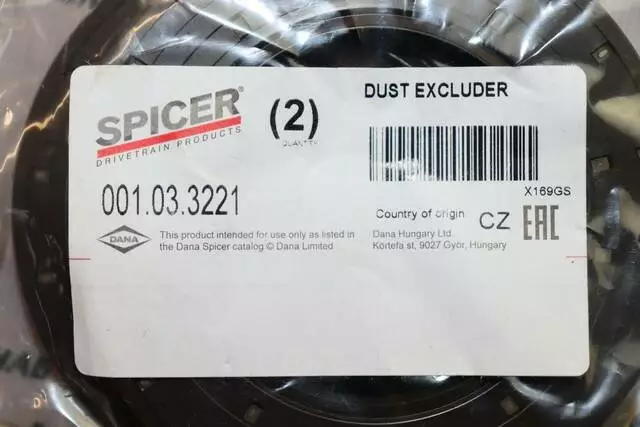 SPICER®
DRIVETRAIN PRODUCTS
(2)
QUANTITY
DUST EXCLUDER
X169GS
001.03.3221
Country of origin CZ EAC
DANA
This product intended for use only as listed in
the Dana Spicer catalog © Dana Limited
Dana Hungary Ltd.
Körtefa st, 9027 Győr, Hungary